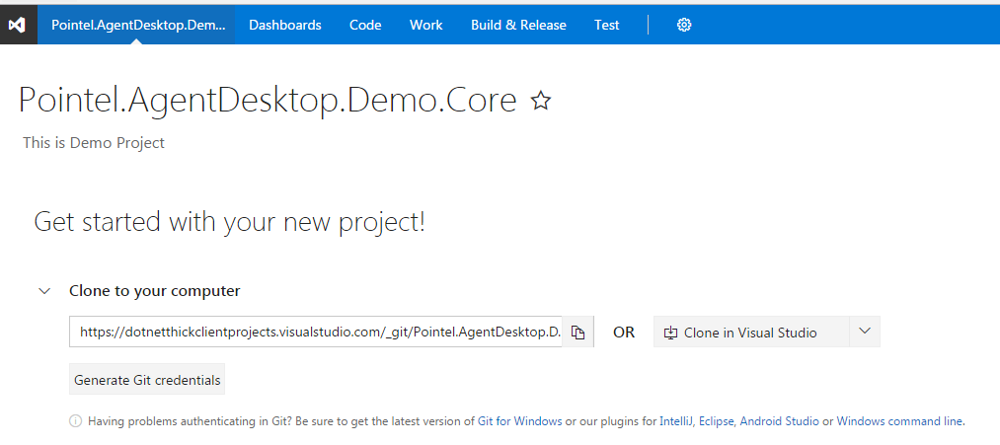 Pointel.AgentDesktop.Dem... Dashboards Code Work Build & Release Test
Pointel.AgentDesktop.Demo.Core
This is Demo Project
Get started with your new project!
Clone to your computer
https://dotnetthickclientprojects.visualstudio.com/_git/Pointel.AgentDesktop.D. OR Clone in Visual Studio
Generate Git credentials
Having problems authenticating in Git? Be sure to get the latest version of Git for Windows or our plugins for IntelliJ, Eclipse, Android Studio or Windows command line.